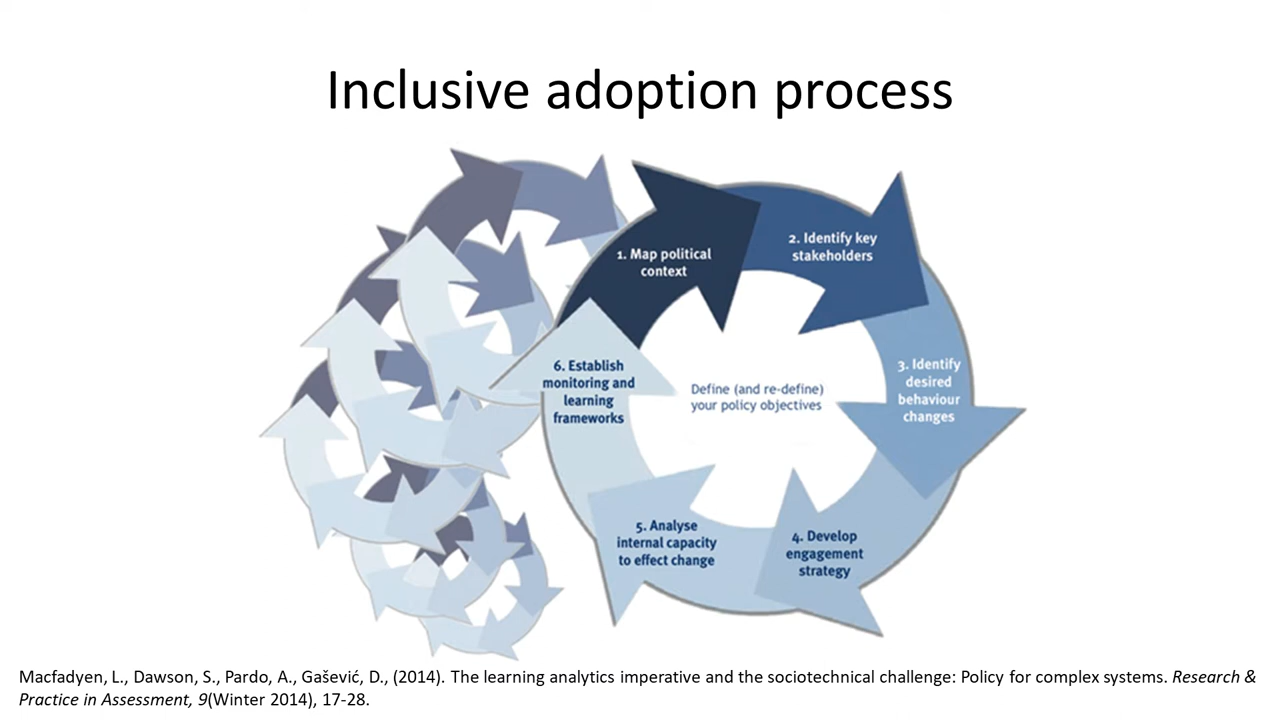 Inclusive adoption process
1. Map political
context
2. Identify key
stakeholders
3. Identify
desired
behaviour
changes
4. Develop
engagement
strategy
5. Analyse
internal capacity
to effect change
6. Establish
monitoring and
learning
frameworks
Define (and re-define)
your policy objectives
Macfadyen, L., Dawson, S., Pardo, A., Gašević, D., (2014). The learning analytics imperative and the sociotechnical challenge: Policy for complex systems. Research &
Practice in Assessment, 9(Winter 2014), 17-28.